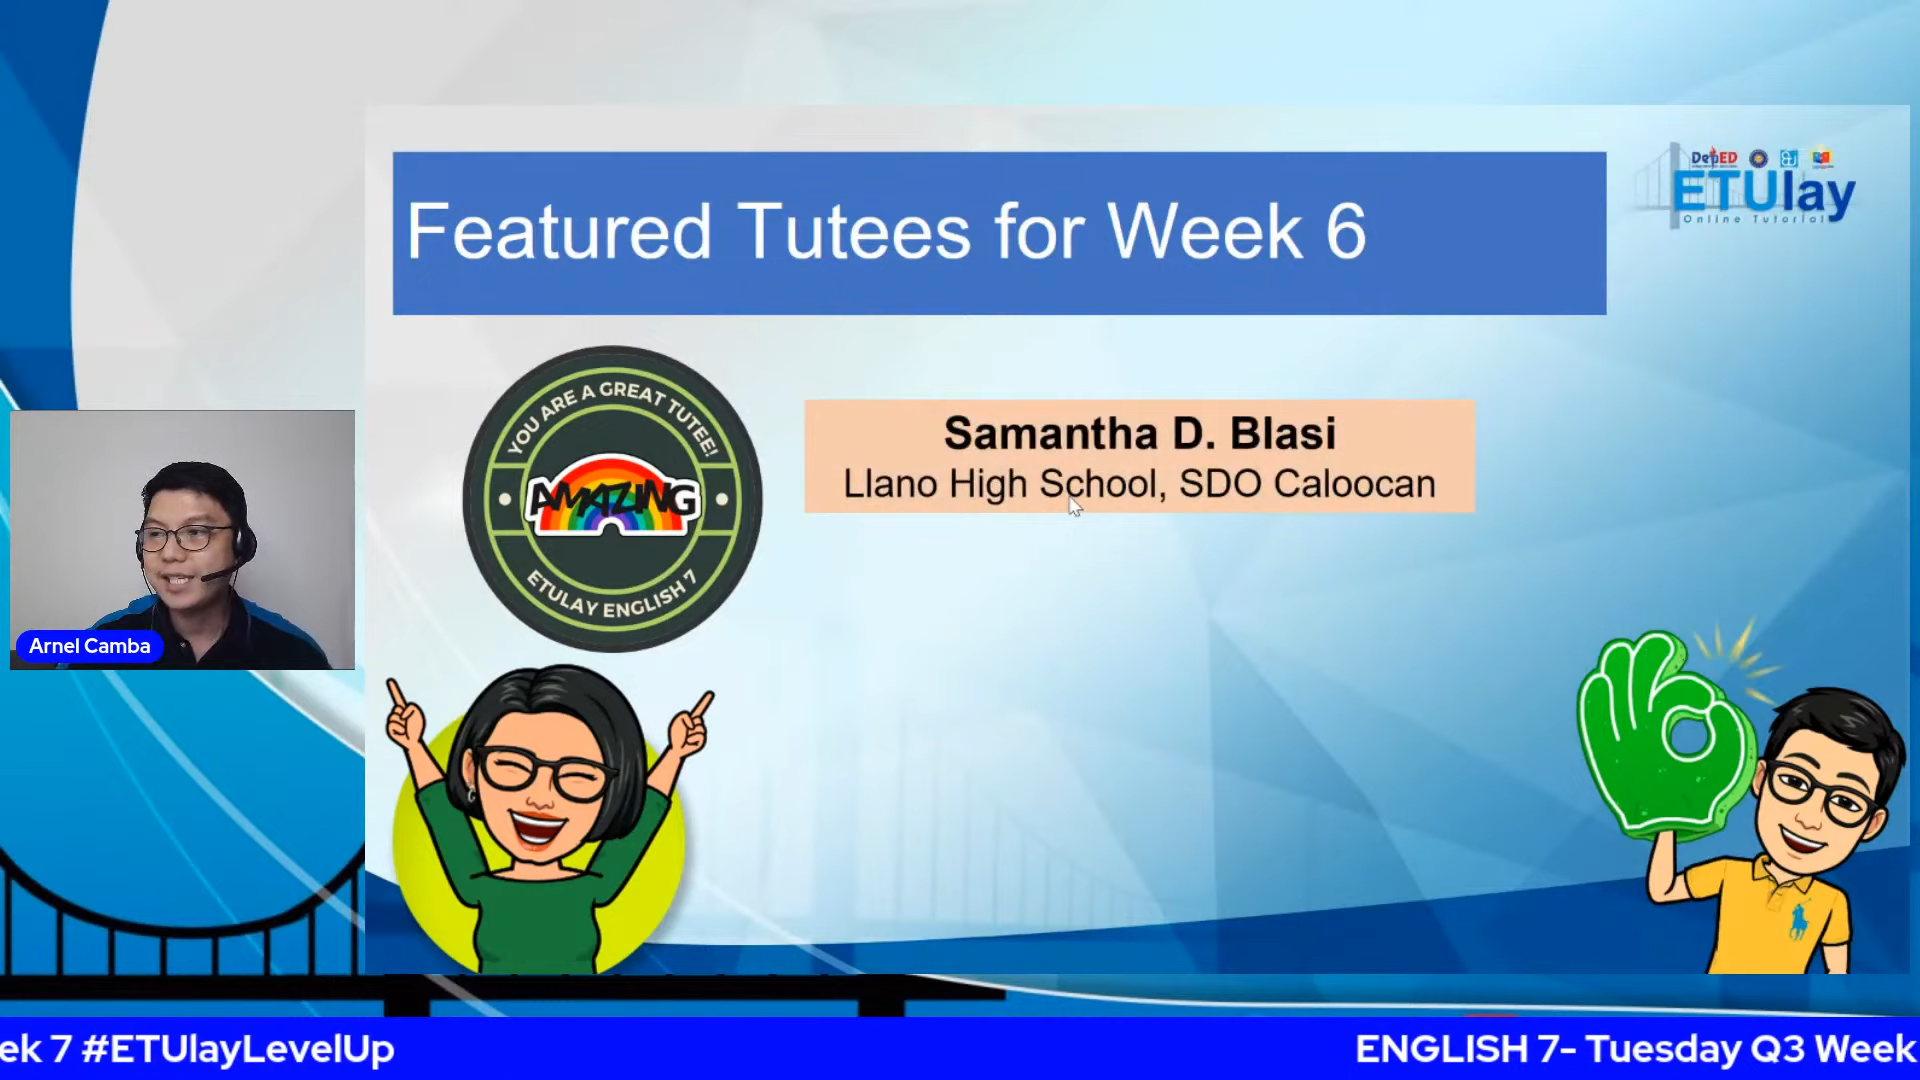 Featured Tutees for Week 6
DepED
ETUlay
Online Tutorial
YOU ARE A GREAT TUTEE!
AMAZING
ETULAY ENGLISH 7
Samantha D. Blasi
Llano High School, SDO Caloocan
Arnel Camba
ek 7 #ETUlayLevelUp
ENGLISH 7- Tuesday Q3 Week